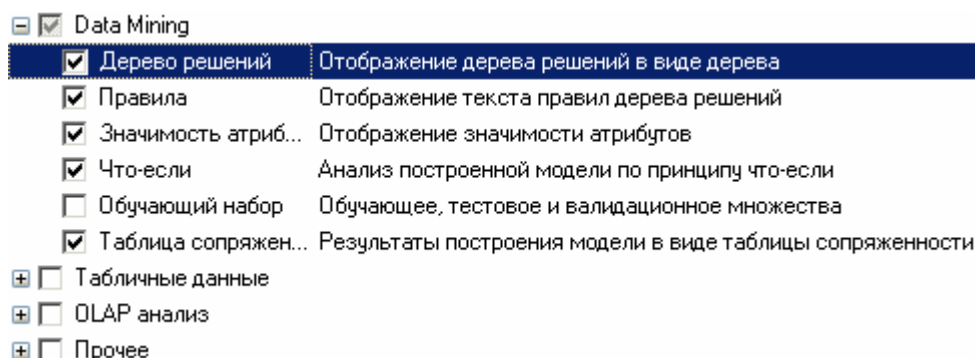 Data Mining
Дерево решений Отображение дерева решений в виде дерева
Правила Отображение текста правил дерева решений
Значимость атриб... Отображение значимости атрибутов
Что-если Анализ построенной модели по принципу что-если
Обучающий набор Обучающее, тестовое и валидационное множества
Таблица сопряжен... Результаты построения модели в виде таблицы сопряженности
Табличные данные
OLAP анализ
Прочее